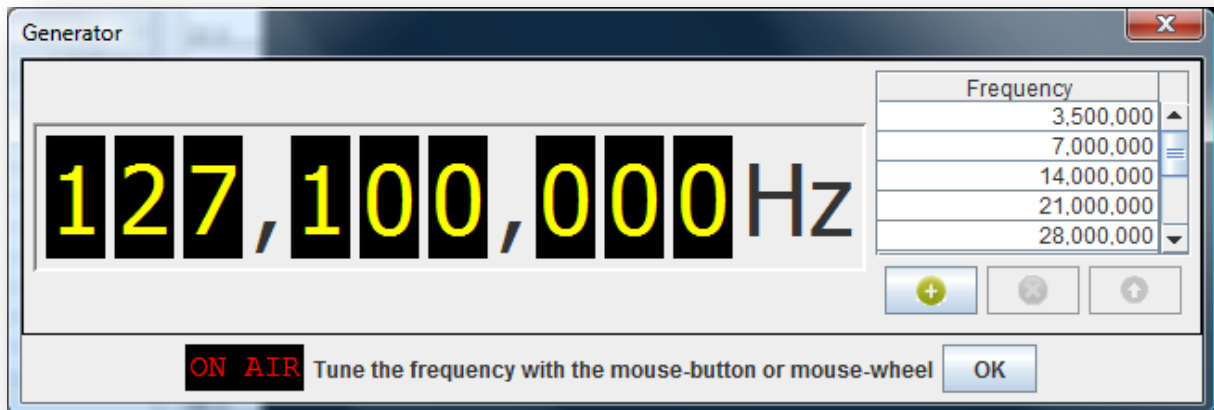 Generator
127,100,000Hz
Frequency
3,500,000
7,000,000
14,000,000
21,000,000
28,000,000
ON AIR Tune the frequency with the mouse-button or mouse-wheel OK